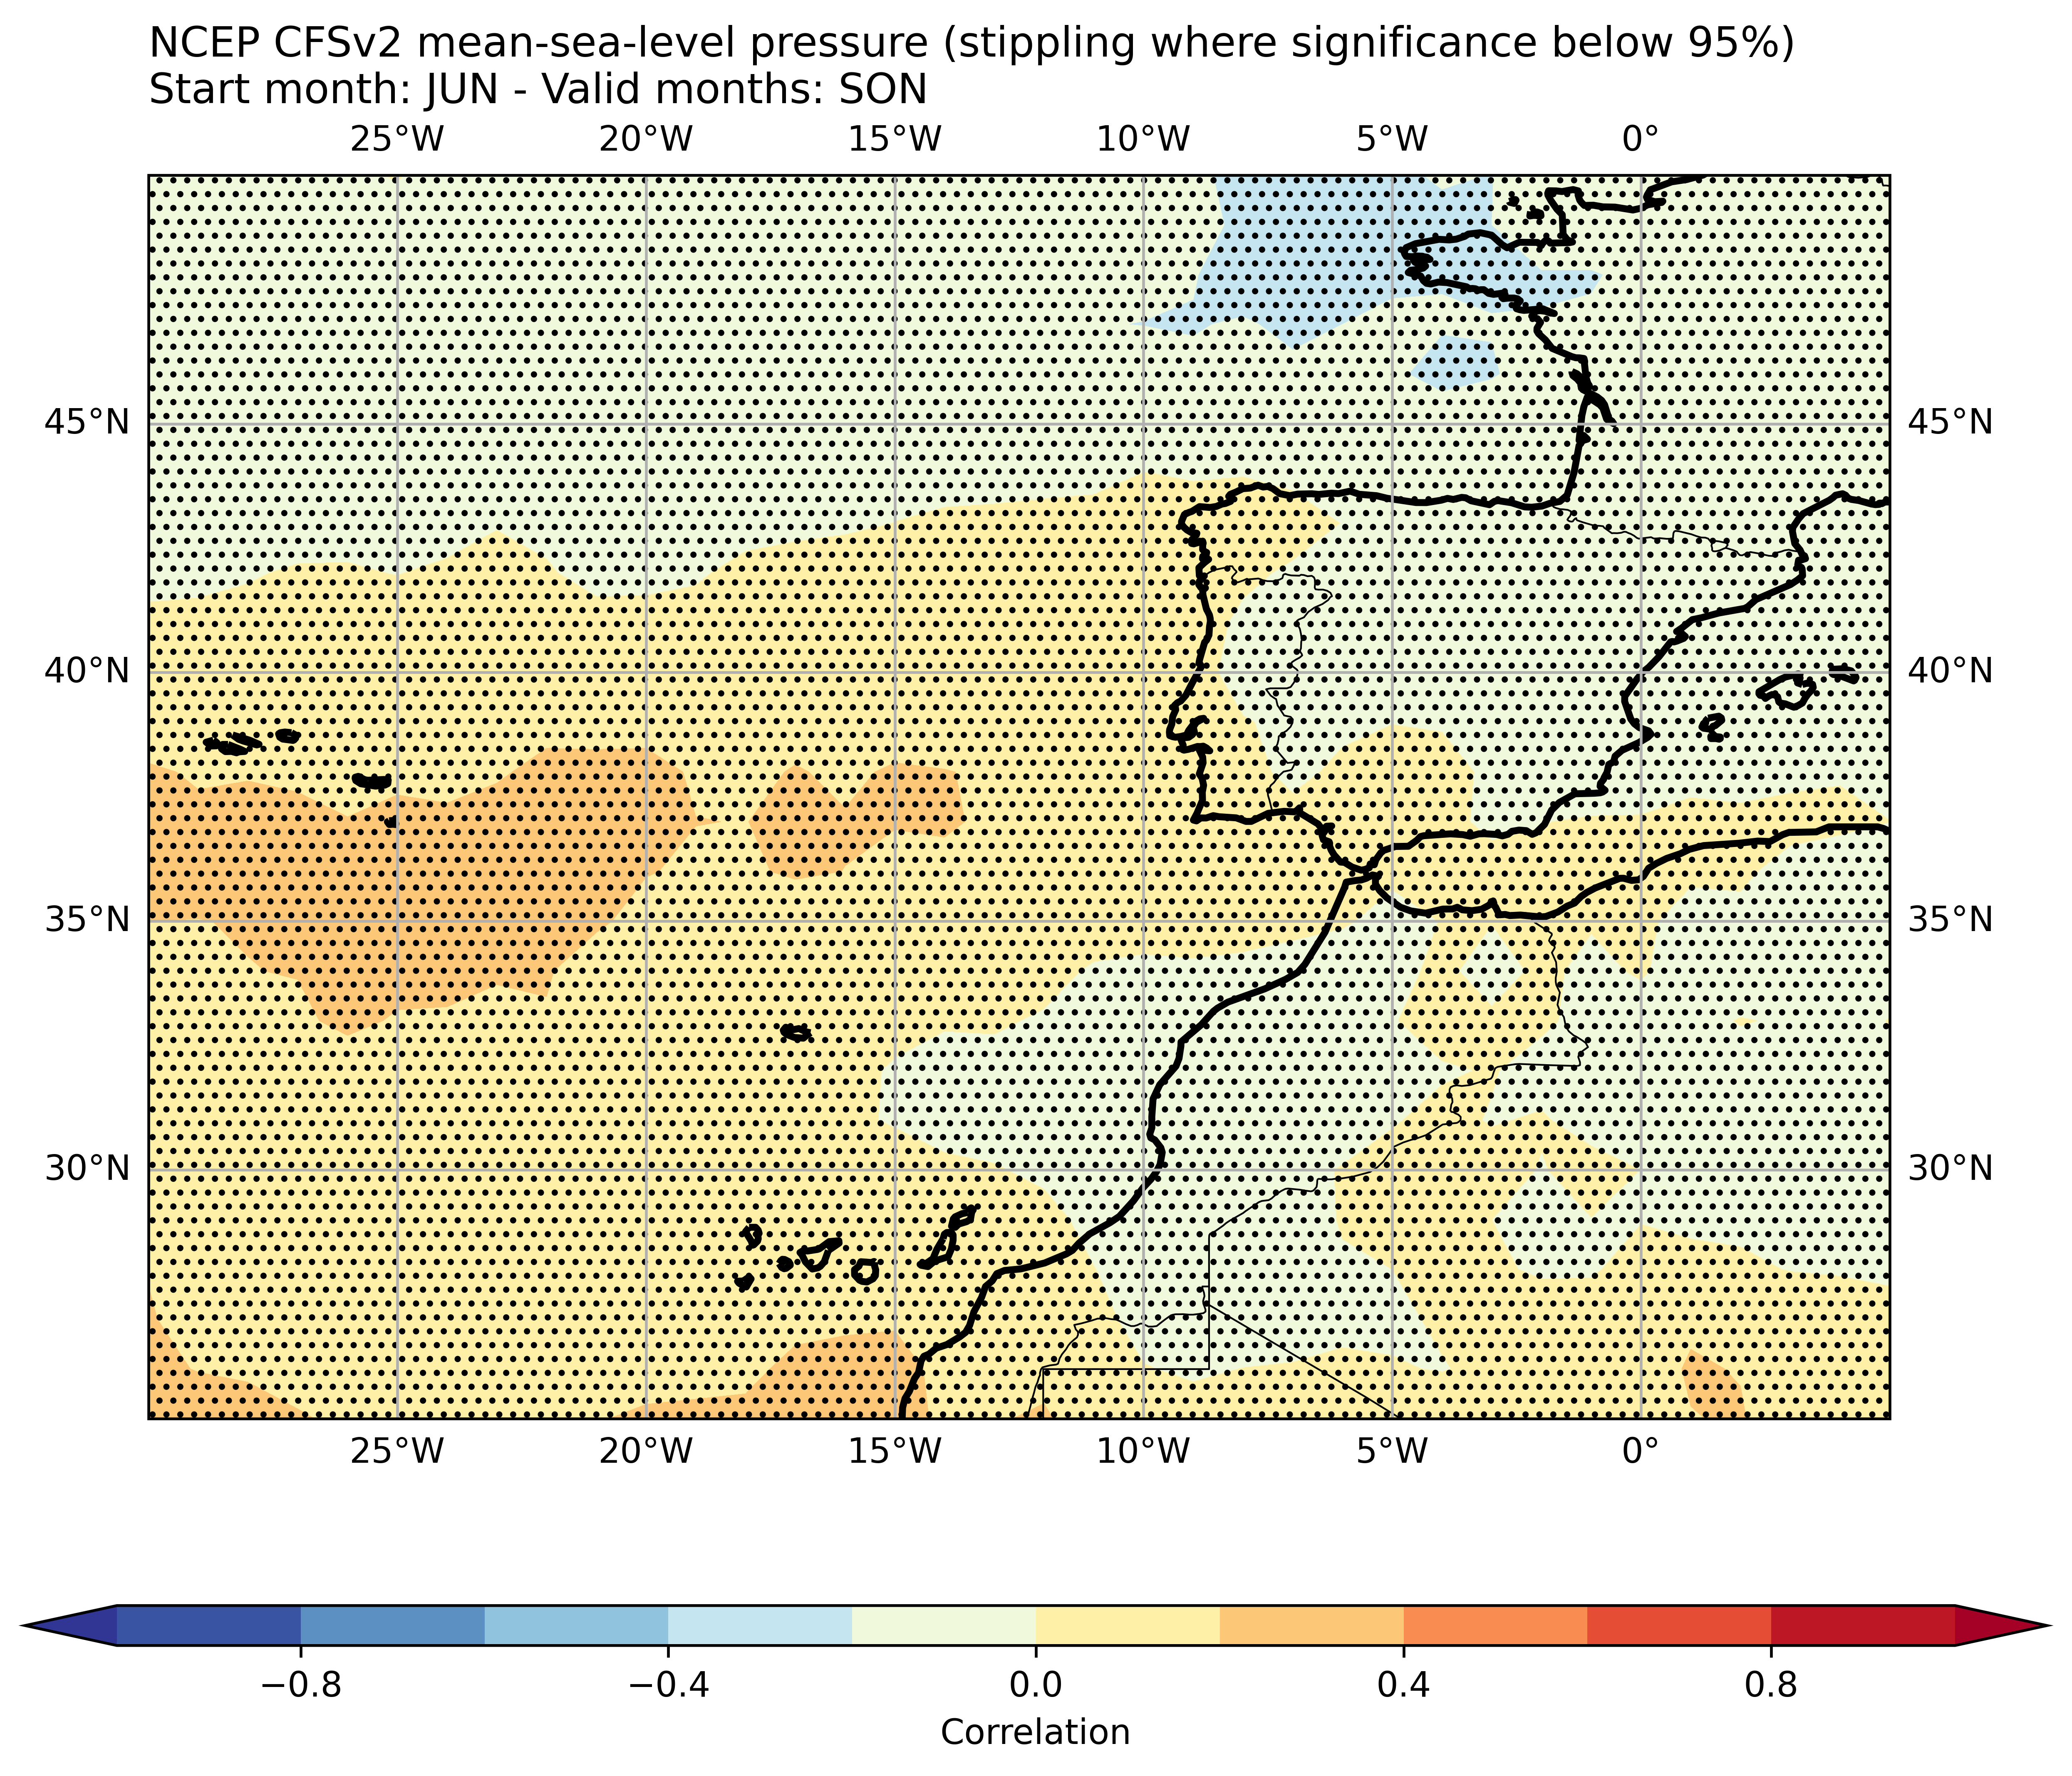 NCEP CFSv2 mean-sea-level pressure (stippling where significance below 95%)
Start month: JUN - Valid months: SON
25°W 20°W 15°W 10°W 5°W 0°
45°N 45°N
40°N 40°N
35°N 35°N
30°N 30°N
25°W 20°W 15°W 10°W 5°W 0°
−0.8 −0.4 0.0 0.4 0.8
Correlation